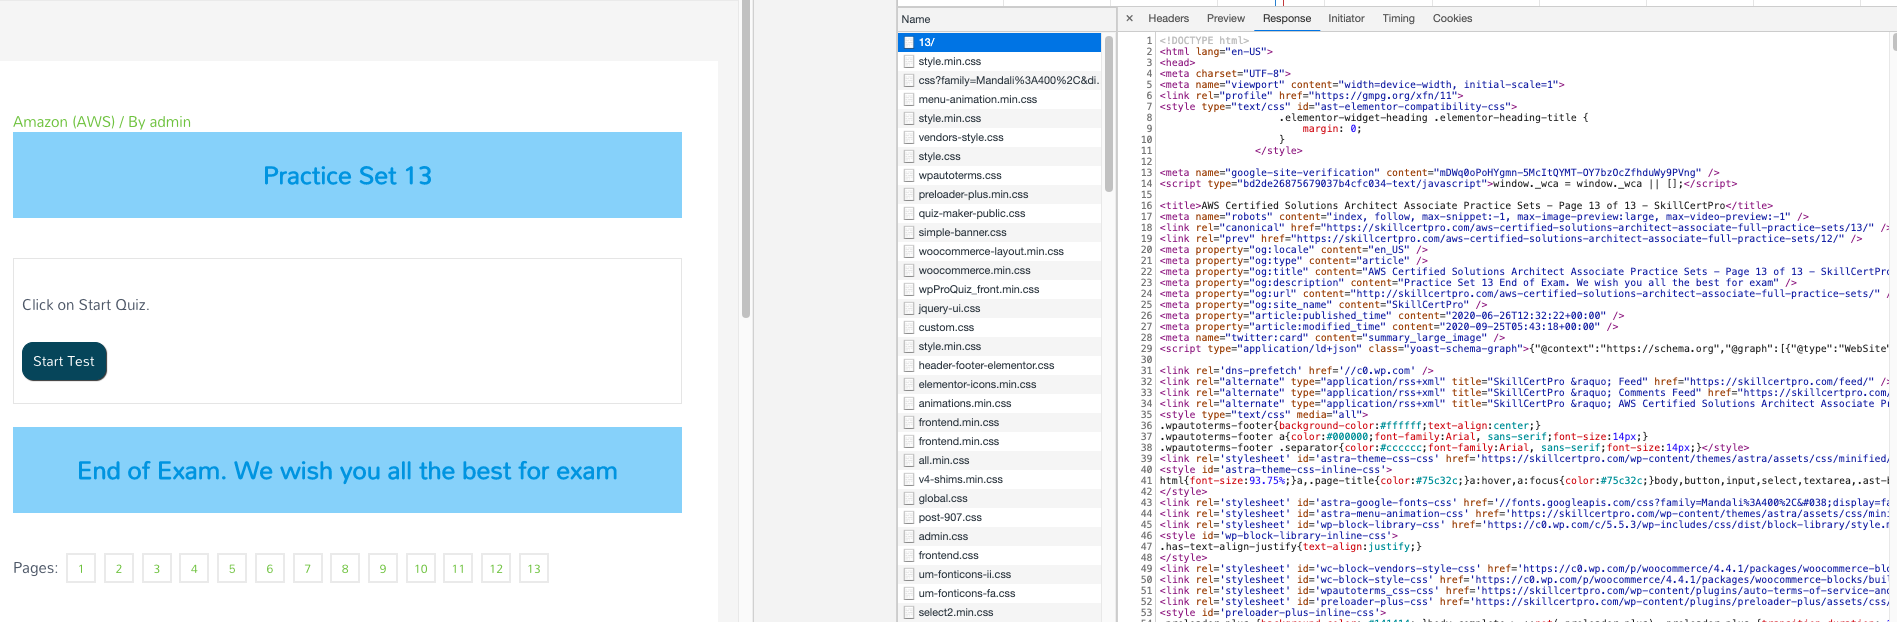 Amazon (AWS) / By admin
Practice Set 13
Click on Start Quiz.
Start Test
End of Exam. We wish you all the best for exam
Pages: 1 2 3 4 5 6 7 8 9 10 11 12 13
Name
13/
style.min.css
css?family=Mandali%3A400%2C&di.
menu-animation.min.css
style.min.css
vendors-style.css
style.css
wpautoterms.css
preloader-plus.min.css
quiz-maker-public.css
simple-banner.css
woocommerce-layout.min.css
woocommerce.min.css
wpProQuiz_front.min.css
jquery-ui.css
custom.css
style.min.css
header-footer-elementor.css
elementor-icons.min.css
animations.min.css
frontend.min.css
frontend.min.css
all.min.css
v4-shims.min.css
global.css
post-907.css
admin.css
frontend.css
um-fonticons-ii.css
um-fonticons-fa.css
select2.min.css
× Headers Preview Response Initiator Timing Cookies
1 <!DOCTYPE html>
2 <html lang="en-US">
3 <head>
4 <meta charset="UTF-8">
5 <meta name="viewport" content="width=device-width, initial-scale=1">
6 <link rel="profile" href="https://gmpg.org/xfn/11">
7 <style type="text/css" id="ast-elementor-compatibility-css">
8 .elementor-widget-heading .elementor-heading-title {
9 margin: 0;
10 }
11 </style>
12
13 <meta name="google-site-verification" content="mDWq0oPoHYgmn-5McItQYMT-OY7bzOcZfhduWy9PVng" />
14 <script type="bd2de26875679037b4cfc034-text/javascript">window._wca = window._wca || [];</script>
15
16 <title>AWS Certified Solutions Architect Associate Practice Sets - Page 13 of 13 - SkillCertPro</title>
17 <meta name="robots" content="index, follow, max-snippet:-1, max-image-preview:large, max-video-preview:-1" />
18 <link rel="canonical" href="https://skillcertpro.com/aws-certified-solutions-architect-associate-full-practice-sets/13/" />
19 <link rel="prev" href="https://skillcertpro.com/aws-certified-solutions-architect-associate-full-practice-sets/12/" />
20 <meta property="og:locale" content="en_US" />
21 <meta property="og:type" content="article" />
22 <meta property="og:title" content="AWS Certified Solutions Architect Associate Practice Sets - Page 13 of 13 - SkillCertPro
23 <meta property="og:description" content="Practice Set 13 End of Exam. We wish you all the best for exam" />
24 <meta property="og:url" content="http://skillcertpro.com/aws-certified-solutions-architect-associate-full-practice-sets/" />
25 <meta property="og:site_name" content="SkillCertPro" />
26 <meta property="article:published_time" content="2020-06-26T12:32:22+00:00" />
27 <meta property="article:modified_time" content="2020-09-25T05:43:18+00:00" />
28 <meta name="twitter:card" content="summary_large_image" />
29 <script type="application/ld+json" class="yoast-schema-graph">{"@context":"https://schema.org","@graph":[{"@type":"WebSite"
30
31 <link rel='dns-prefetch' href='//c0.wp.com' />
32 <link rel="alternate" type="application/rss+xml" title="SkillCertPro &raquo; Feed" href="https://skillcertpro.com/feed/" />
33 <link rel="alternate" type="application/rss+xml" title="SkillCertPro &raquo; Comments Feed" href="https://skillcertpro.com/
34 <link rel="alternate" type="application/rss+xml" title="SkillCertPro &raquo; AWS Certified Solutions Architect Associate Pr
35 <style type="text/css" media="all">
36 .wpautoterms-footer{background-color:#ffffff;text-align:center;}
37 .wpautoterms-footer a{color:#000000;font-family:Arial, sans-serif;font-size:14px;}
38 .wpautoterms-footer .separator{color:#cccccc;font-family:Arial, sans-serif;font-size:14px;}</style>
39 <link rel='stylesheet' id='astra-theme-css-css' href='https://skillcertpro.com/wp-content/themes/astra/assets/css/minified/
40 <style id='astra-theme-css-inline-css'>
41 html{font-size:93.75%;}a,.page-title{color:#75c32c;}a:hover,a:focus{color:#75c32c;}body,button,input,select,textarea,.ast-b
42 </style>
43 <link rel='stylesheet' id='astra-google-fonts-css' href='//fonts.googleapis.com/css?family=Mandali%3A400%2C&#038;display=fa
44 <link rel='stylesheet' id='astra-menu-animation-css' href='https://skillcertpro.com/wp-content/themes/astra/assets/css/mini
45 <link rel='stylesheet' id='wp-block-library-css' href='https://c0.wp.com/c/5.5.3/wp-includes/css/dist/block-library/style.m
46 <style id='wp-block-library-inline-css'>
47 .has-text-align-justify{text-align:justify;}
48 </style>
49 <link rel='stylesheet' id='wc-block-vendors-style-css' href='https://c0.wp.com/p/woocommerce/4.4.1/packages/woocommerce-blo
50 <link rel='stylesheet' id='wc-block-style-css' href='https://c0.wp.com/p/woocommerce/4.4.1/packages/woocommerce-blocks/buil
51 <link rel='stylesheet' id='wpautoterms_css-css' href='https://skillcertpro.com/wp-content/plugins/auto-terms-of-service-and
52 <link rel='stylesheet' id='preloader-plus-css' href='https://skillcertpro.com/wp-content/plugins/preloader-plus/assets/css/
53 <style id='preloader-plus-inline-css'>